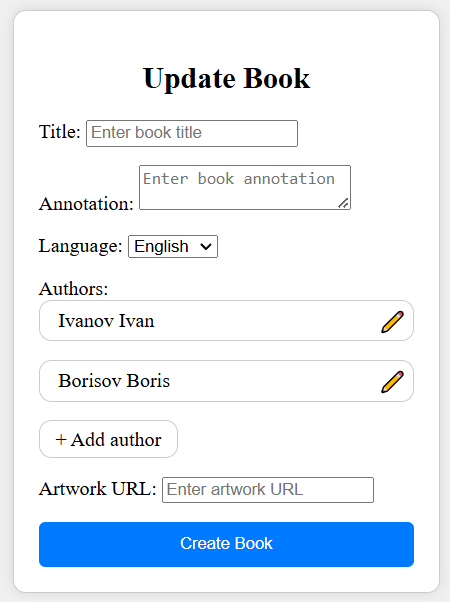 Update Book
Title: Enter book title
Annotation: Enter book annotation
Language: English
Authors:
Ivanov Ivan
Borisov Boris
+ Add author
Artwork URL: Enter artwork URL
Create Book